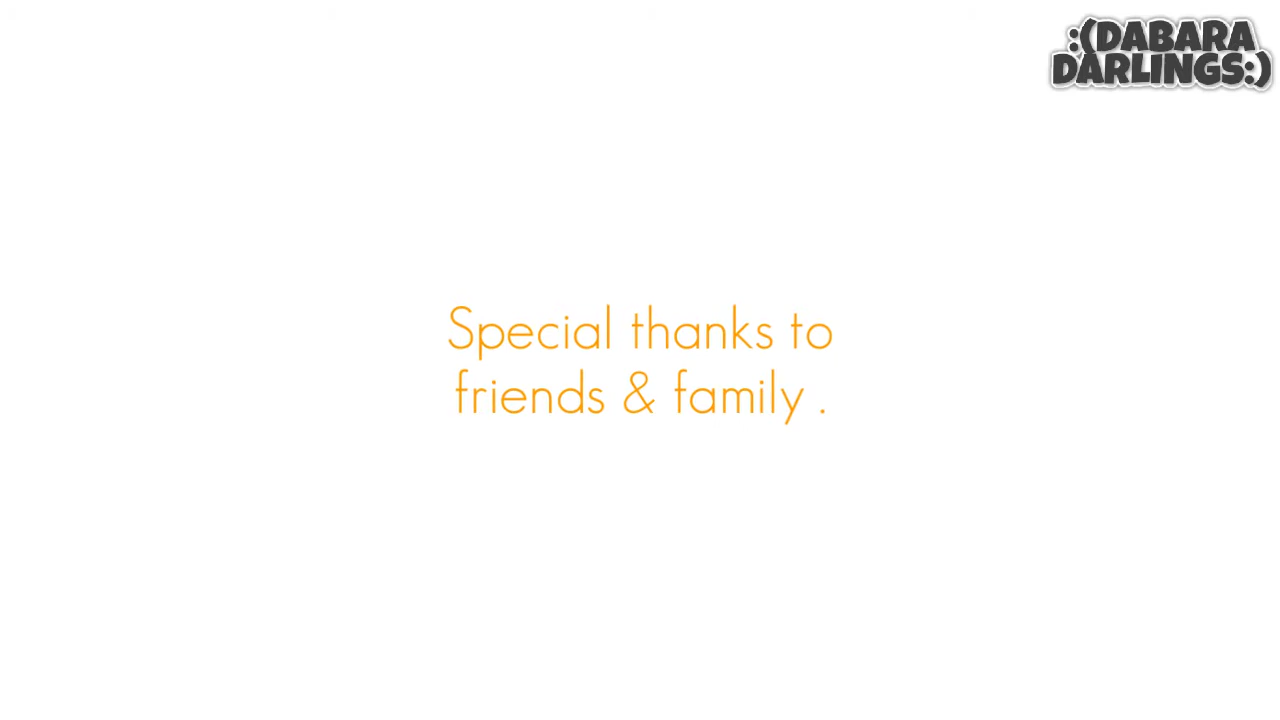 :(DABARA
DARLINGS:)
Special thanks to
friends & family .